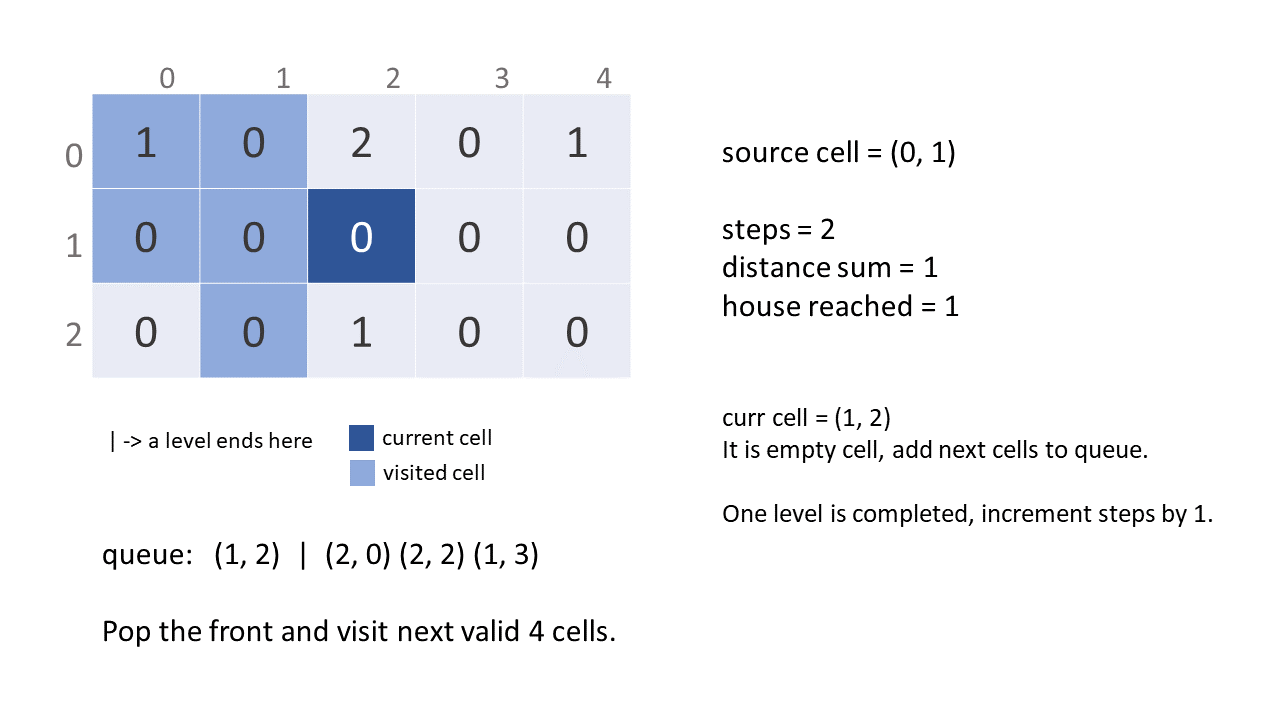 0 1 2 3 4
0 1 0 2 0 1
1 0 0 0 0 0
2 0 0 1 0 0
| -> a level ends here
current cell
visited cell
queue: (1, 2) | (2, 0) (2, 2) (1, 3)
Pop the front and visit next valid 4 cells.
source cell = (0, 1)
steps = 2
distance sum = 1
house reached = 1
curr cell = (1, 2)
It is empty cell, add next cells to queue.
One level is completed, increment steps by 1.